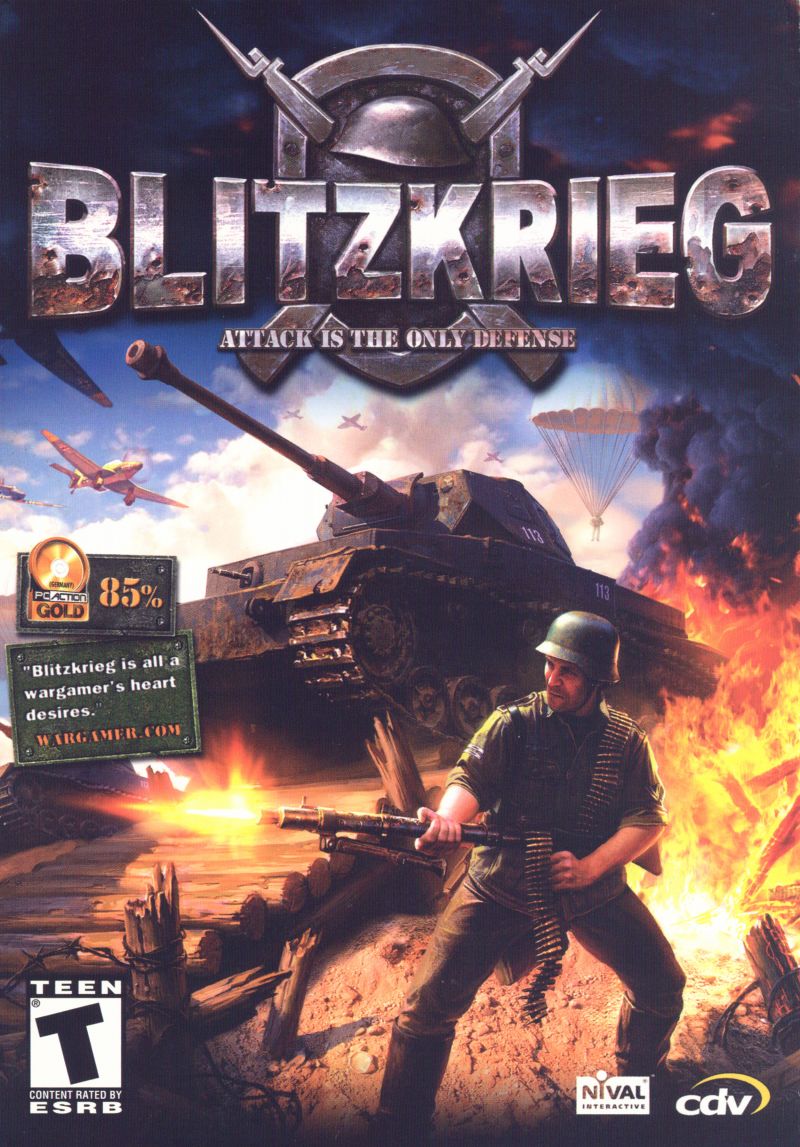 BLITZKRIEG
ATTACK IS THE ONLY DEFENSE
113
113
(GERMANY)
PC ACTION
GOLD
85%
"Blitzkrieg is all a
wargamer's heart
desires."
WARGAMER.COM
TEEN
®
T
CONTENT RATED BY
ESRB
NIVAL
INTERACTIVE
cdv